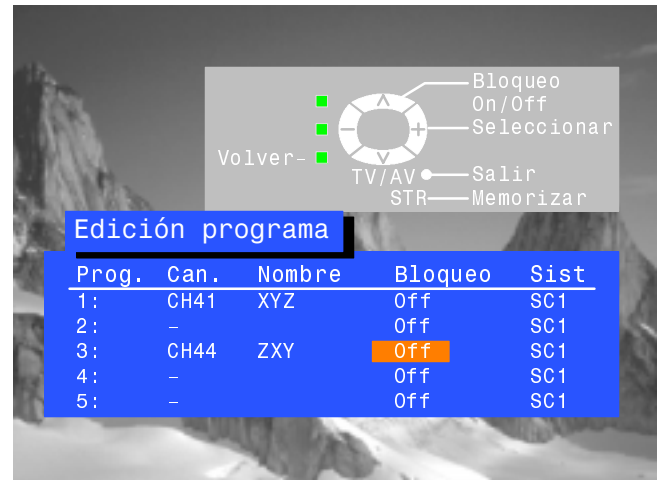 Bloqueo
On/Off
Seleccionar
Volver
TV/AV Salir
STR Memorizar
Edición programa
Prog. Can. Nombre Bloqueo Sist
1: CH41 XYZ Off SC1
2: – Off SC1
3: CH44 ZXY Off SC1
4: – Off SC1
5: – Off SC1